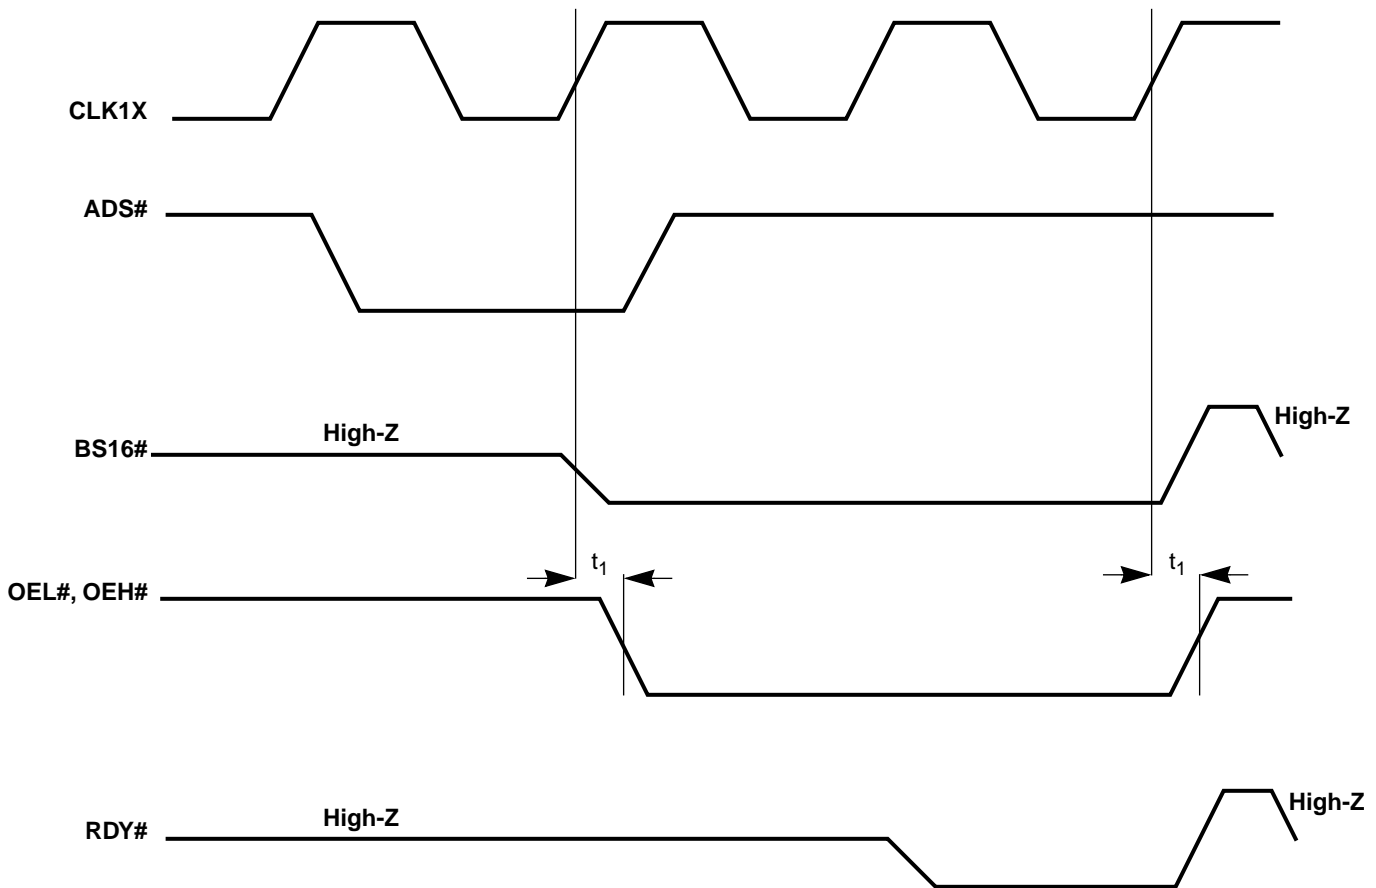 CLK1X
ADS#
High-Z
High-Z
BS16#
t1
t1
OEL#, OEH#
High-Z
High-Z
RDY#